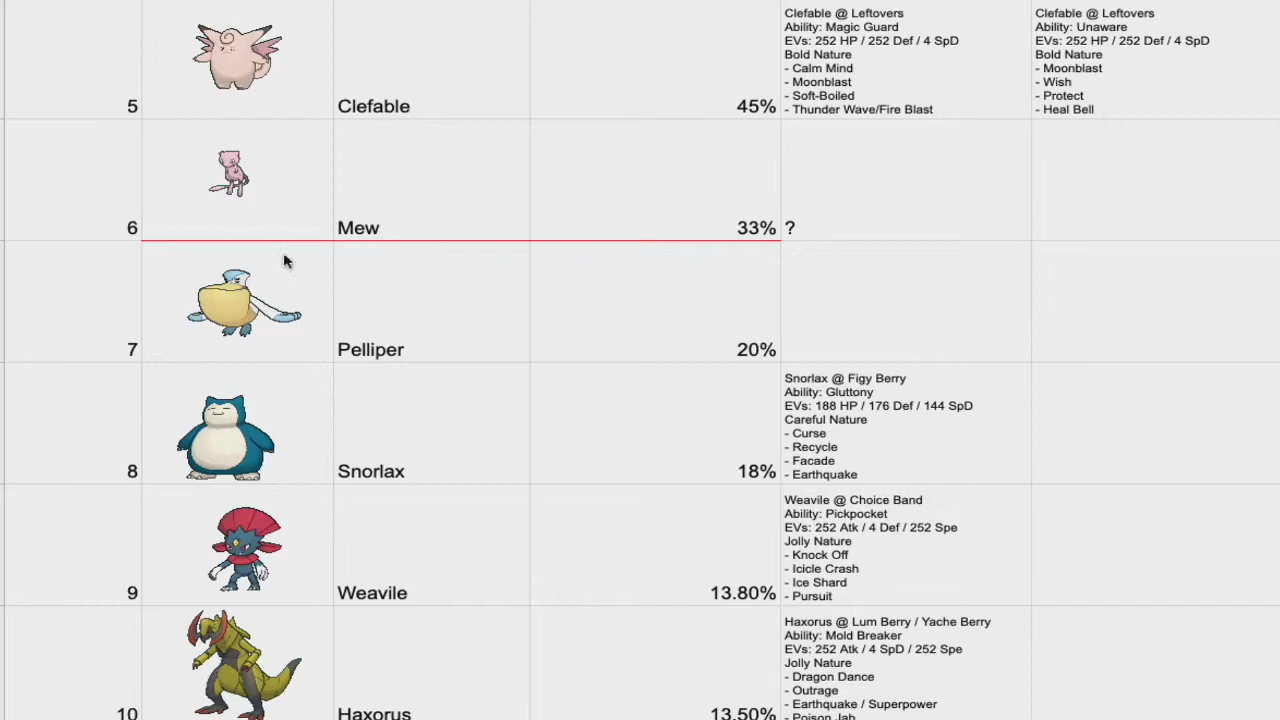 Clefable @ Leftovers
Ability: Magic Guard
EVs: 252 HP / 252 Def / 4 SpD
Bold Nature
- Calm Mind
- Moonblast
- Soft-Boiled
- Thunder Wave/Fire Blast
Clefable @ Leftovers
Ability: Unaware
EVs: 252 HP / 252 Def / 4 SpD
Bold Nature
- Moonblast
- Wish
- Protect
- Heal Bell
5 Clefable 45%
6 Mew 33% ?
7 Pelliper 20%
Snorlax @ Figy Berry
Ability: Gluttony
EVs: 188 HP / 176 Def / 144 SpD
Careful Nature
- Curse
- Recycle
- Facade
- Earthquake
8 Snorlax 18%
Weavile @ Choice Band
Ability: Pickpocket
EVs: 252 Atk / 4 Def / 252 Spe
Jolly Nature
- Knock Off
- Icicle Crash
- Ice Shard
- Pursuit
9 Weavile 13.80%
Haxorus @ Lum Berry / Yache Berry
Ability: Mold Breaker
EVs: 252 Atk / 4 SpD / 252 Spe
Jolly Nature
- Dragon Dance
- Outrage
- Earthquake / Superpower
- Poison Jab
10 Haxorus 13.50%